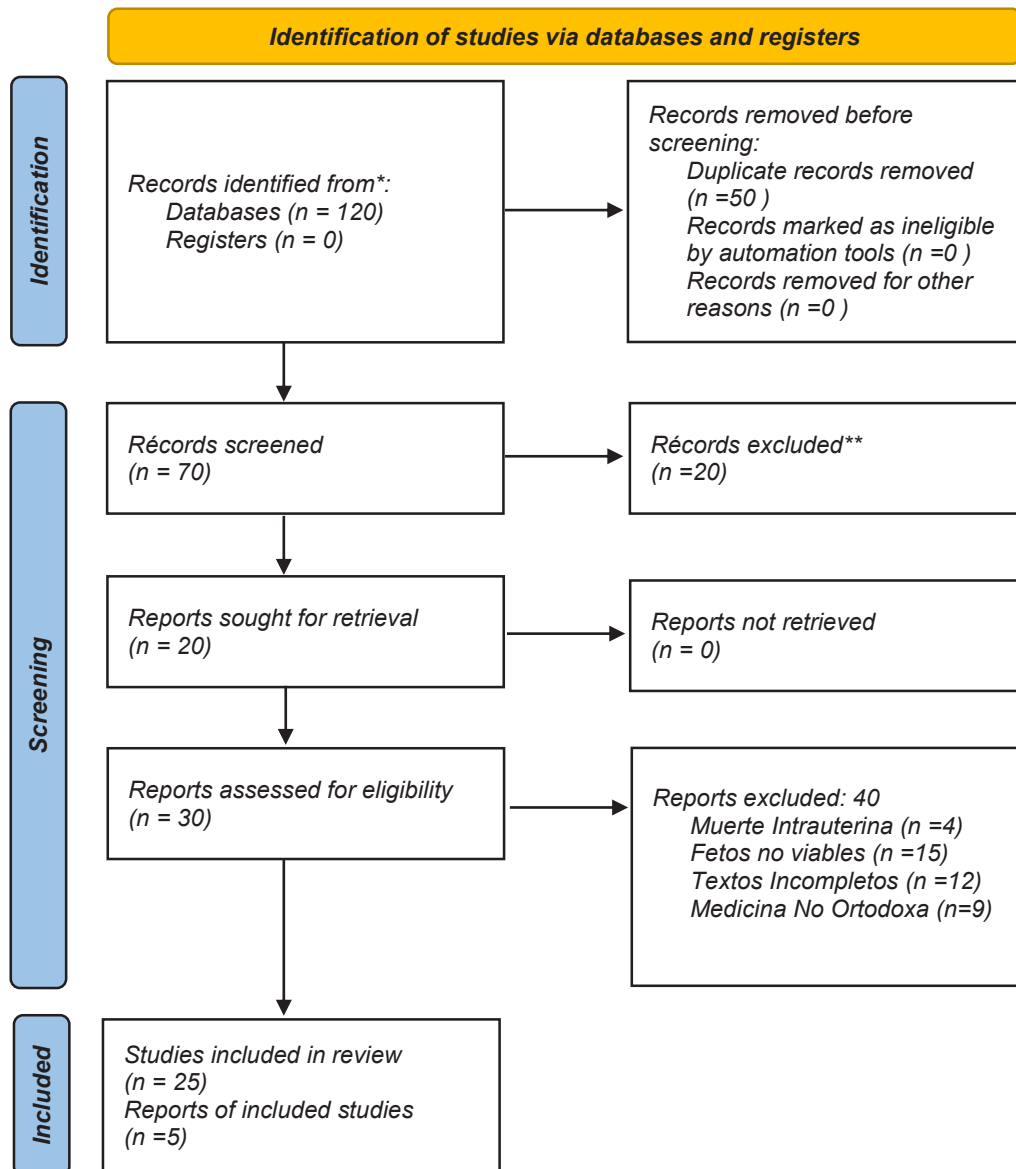 Identification of studies via databases and registers
Identification
Records identified from*:
Databases (n = 120)
Registers (n = 0)
Records removed before
screening:
Duplicate records removed
(n =50 )
Records marked as ineligible
by automation tools (n =0 )
Records removed for other
reasons (n =0 )
Screening
Récords screened
(n = 70)
Récords excluded**
(n =20)
Reports sought for retrieval
(n = 20)
Reports not retrieved
(n = 0)
Reports assessed for eligibility
(n = 30)
Reports excluded: 40
Muerte Intrauterina (n =4)
Fetos no viables (n =15)
Textos Incompletos (n =12)
Medicina No Ortodoxa (n=9)
Included
Studies included in review
(n = 25)
Reports of included studies
(n =5)